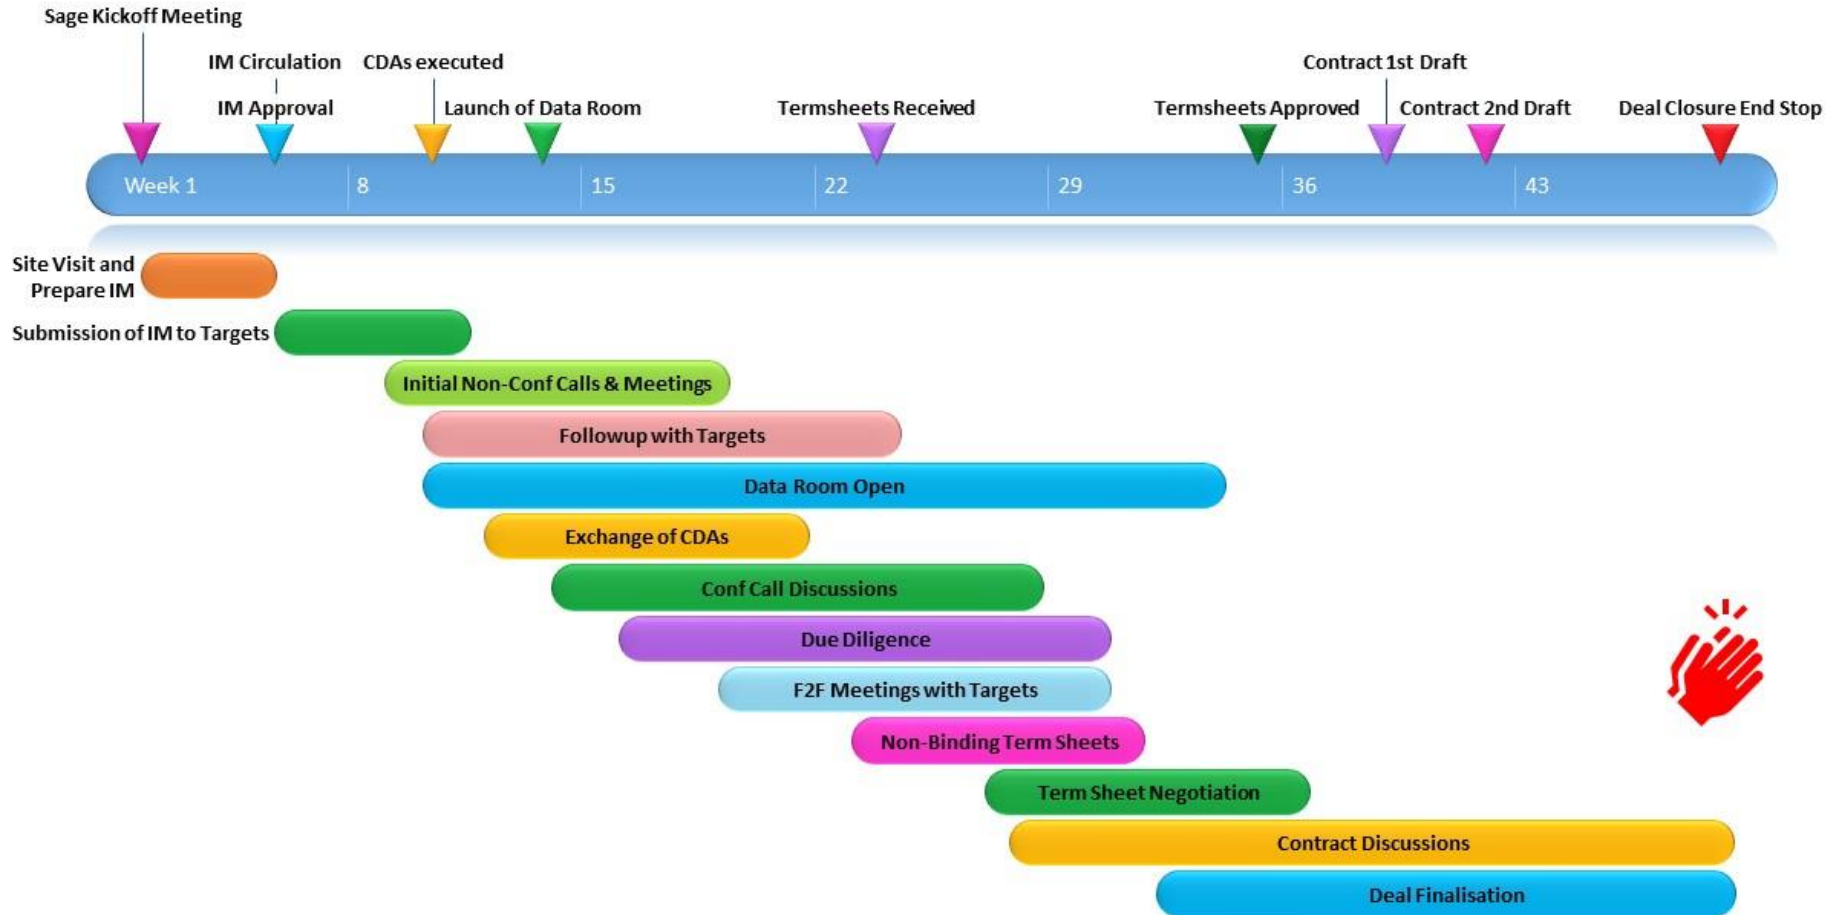 Sage Kickoff Meeting
IM Circulation
CDAs executed
Contract 1st Draft
IM Approval
Launch of Data Room
Termsheets Received
Termsheets Approved
Contract 2nd Draft
Deal Closure End Stop
Week 1
8
15
22
29
36
43
Site Visit and
Prepare IM
Submission of IM to Targets
Initial Non-Conf Calls & Meetings
Followup with Targets
Data Room Open
Exchange of CDAs
Conf Call Discussions
Due Diligence
F2F Meetings with Targets
Non-Binding Term Sheets
Term Sheet Negotiation
Contract Discussions
Deal Finalisation